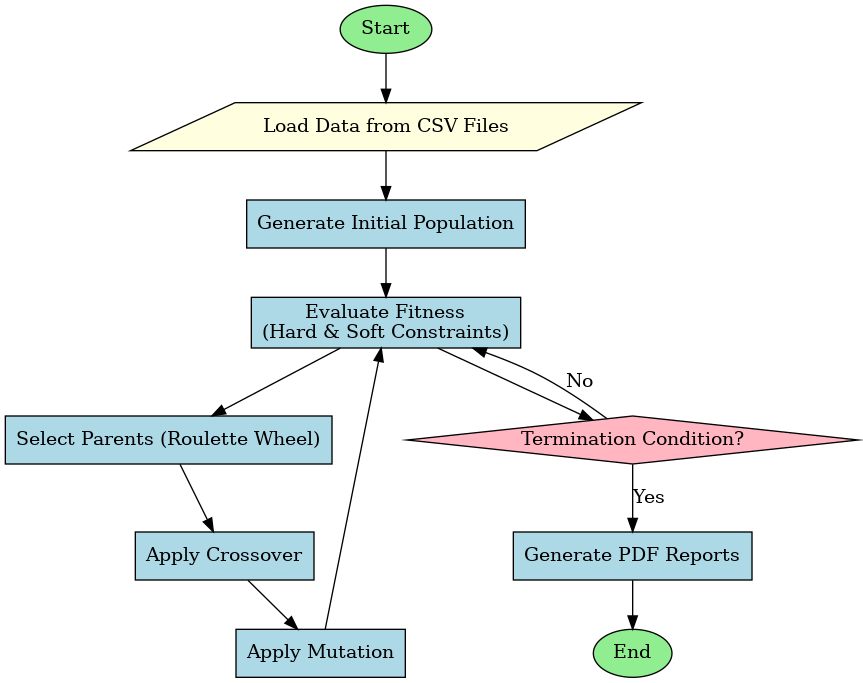 Start
Load Data from CSV Files
Generate Initial Population
Evaluate Fitness
(Hard & Soft Constraints)
No
Select Parents (Roulette Wheel)
Termination Condition?
Yes
Apply Crossover
Generate PDF Reports
Apply Mutation
End